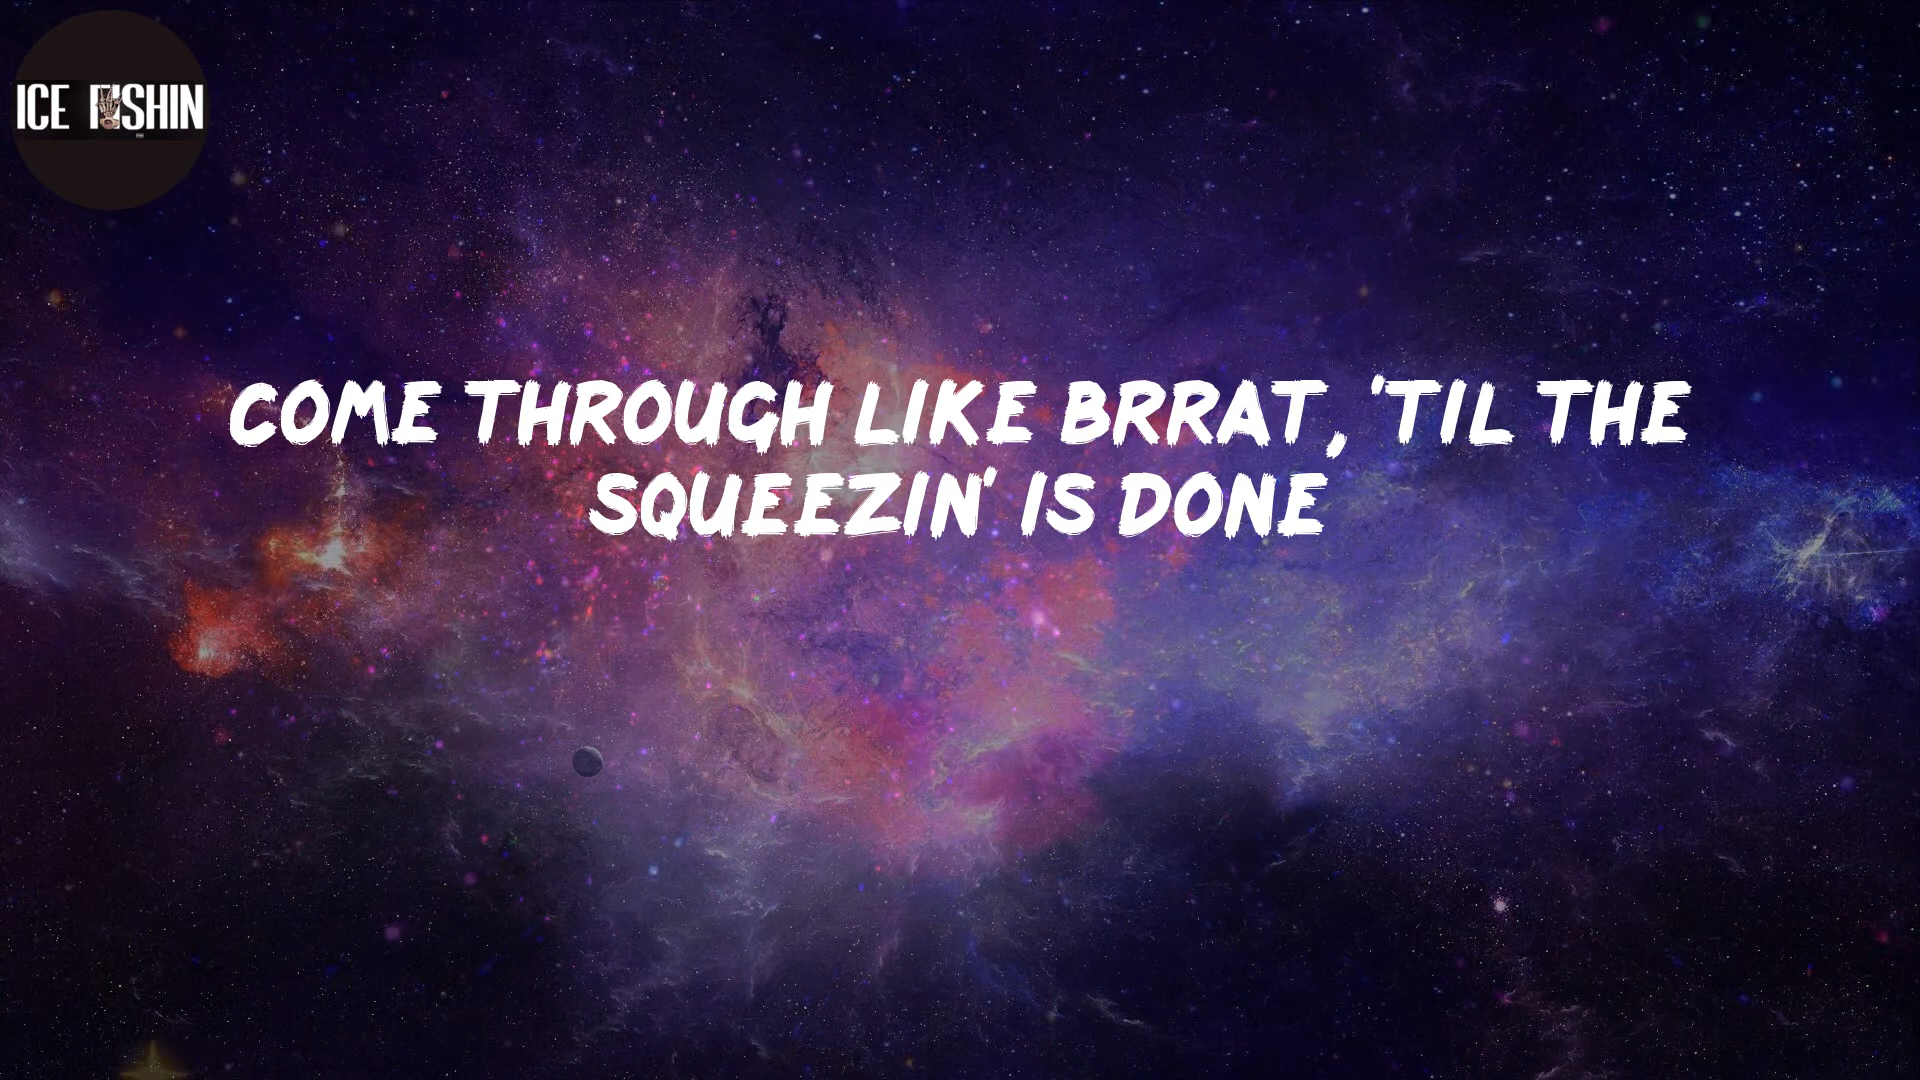 ICE FISHIN
COME THROUGH LIKE BRRAT, 'TIL THE
SQUEEZIN' IS DONE